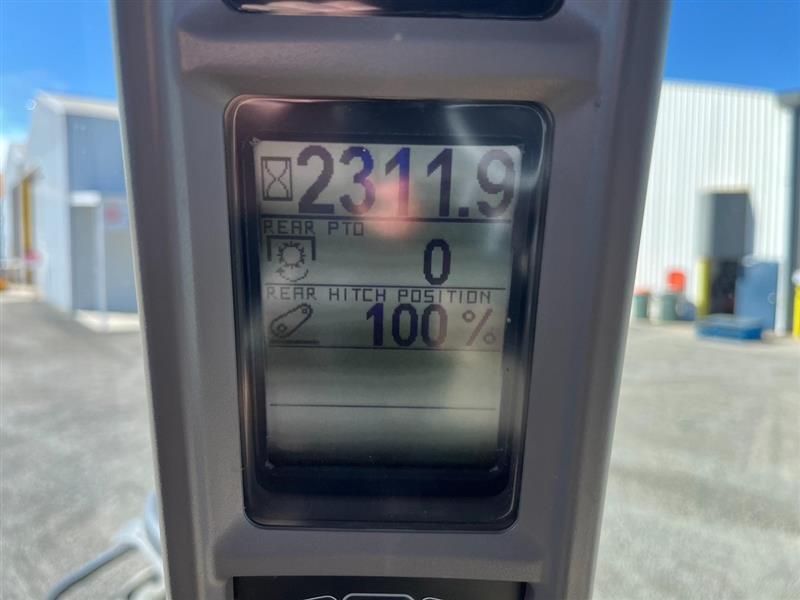 2311.9
REAR PTO
0
REAR HITCH POSITION
100 %